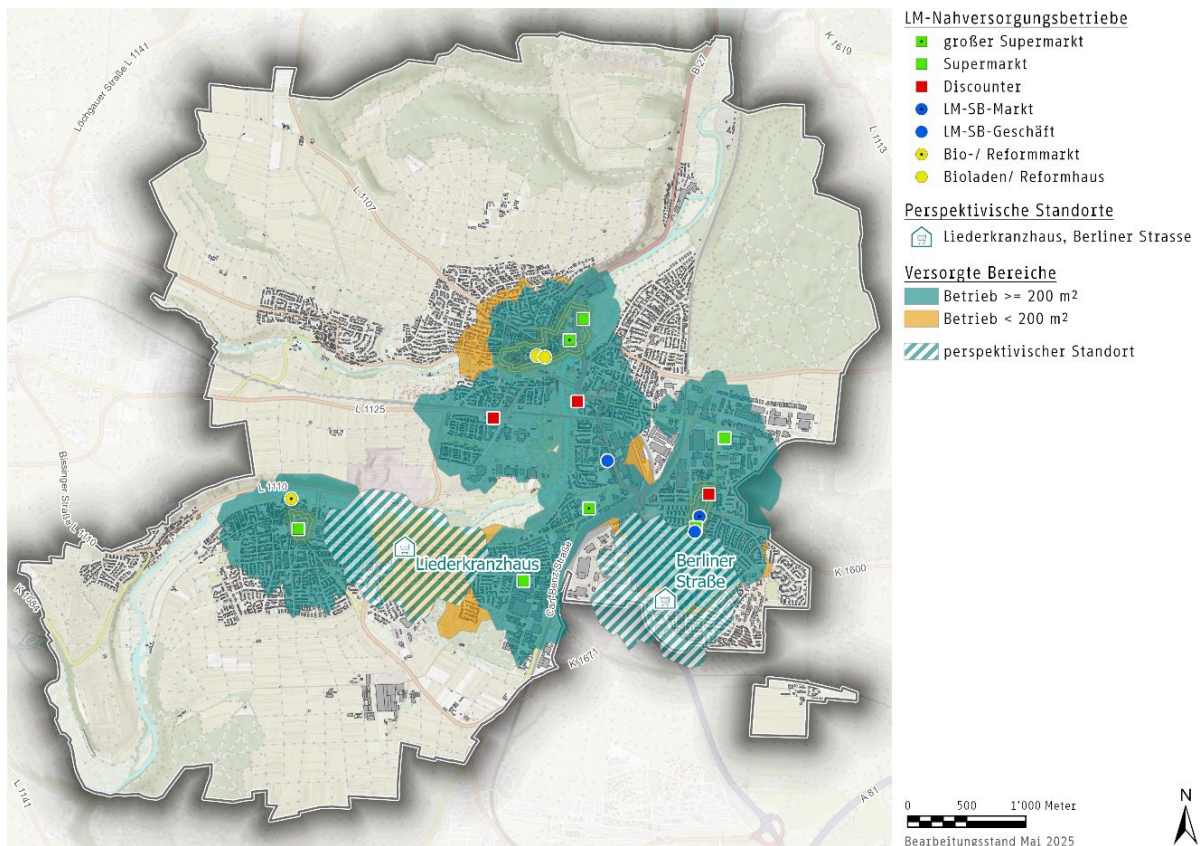 LM-Nahversorgungsbetriebe
großer Supermarkt
Supermarkt
Discounter
LM-SB-Markt
LM-SB-Geschäft
Bio-/ Reformmarkt
Bioladen/ Reformhaus
Perspektivische Standorte
Liederkranzhaus, Berliner Strasse
Versorgte Bereiche
Betrieb >= 200 m²
Betrieb < 200 m²
perspektivischer Standort
Löchgauer Straße L 1141
B 27
K 1619
L 1113
L 1107
L 1125
L 1110
Bissinger Straße L 1110
Liederkranzhaus
Berliner
Straße
Carl-Benz-Straße
K 1600
K 1671
L 1141
A 81
0 500 1'000 Meter
N
Bearbeitungsstand Mai 2025